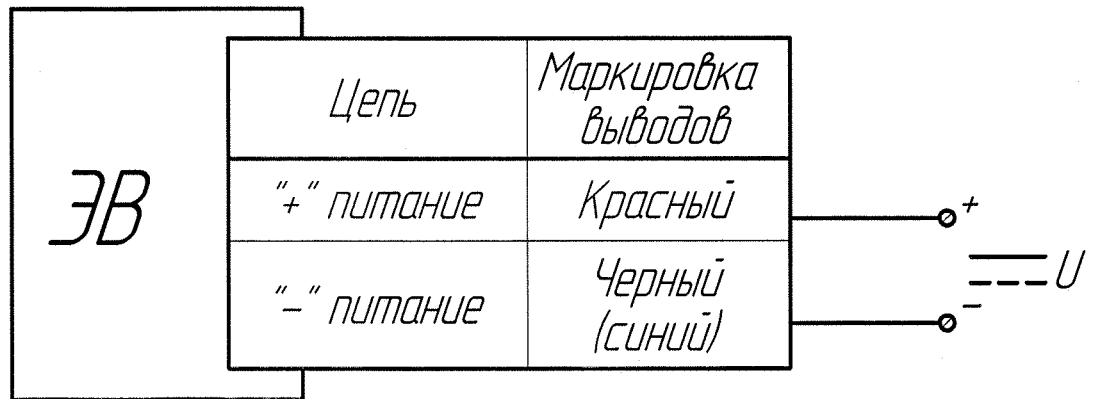 ЭВ
Цепь
Маркировка
выводов
"+" питание
Красный
"-" питание
Черный
(синий)
+
-
U